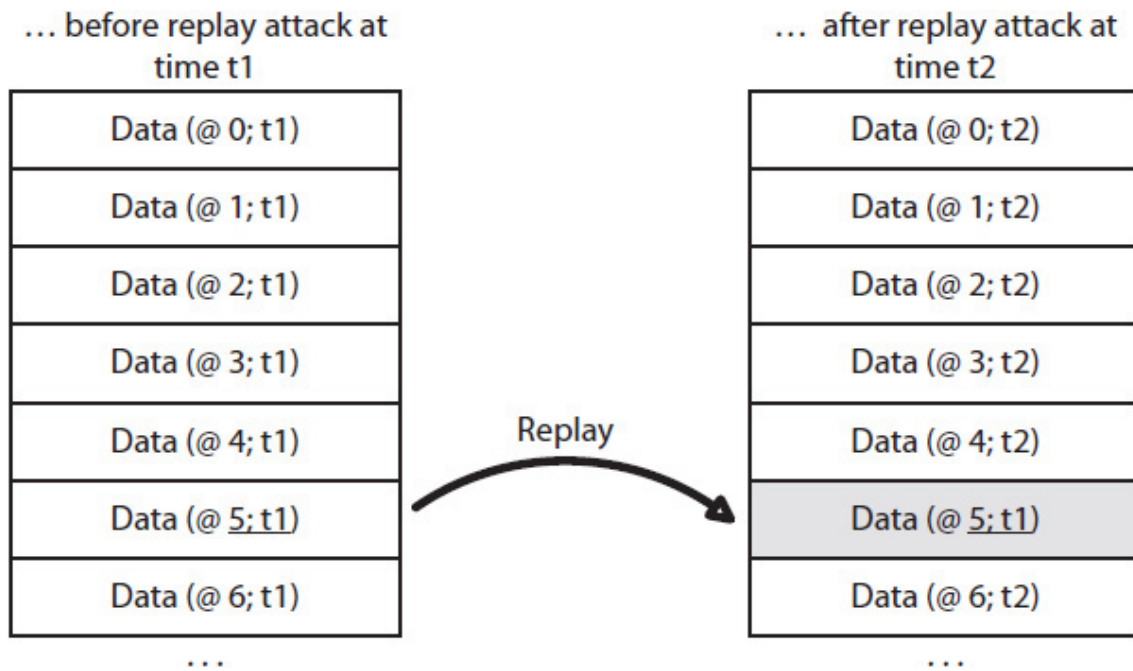 … before replay attack at
time t1
Data (@ 0; t1)
Data (@ 1; t1)
Data (@ 2; t1)
Data (@ 3; t1)
Data (@ 4; t1)
Data (@ 5; t1)
Data (@ 6; t1)
…
Replay
… after replay attack at
time t2
Data (@ 0; t2)
Data (@ 1; t2)
Data (@ 2; t2)
Data (@ 3; t2)
Data (@ 4; t2)
Data (@ 5; t1)
Data (@ 6; t2)
…